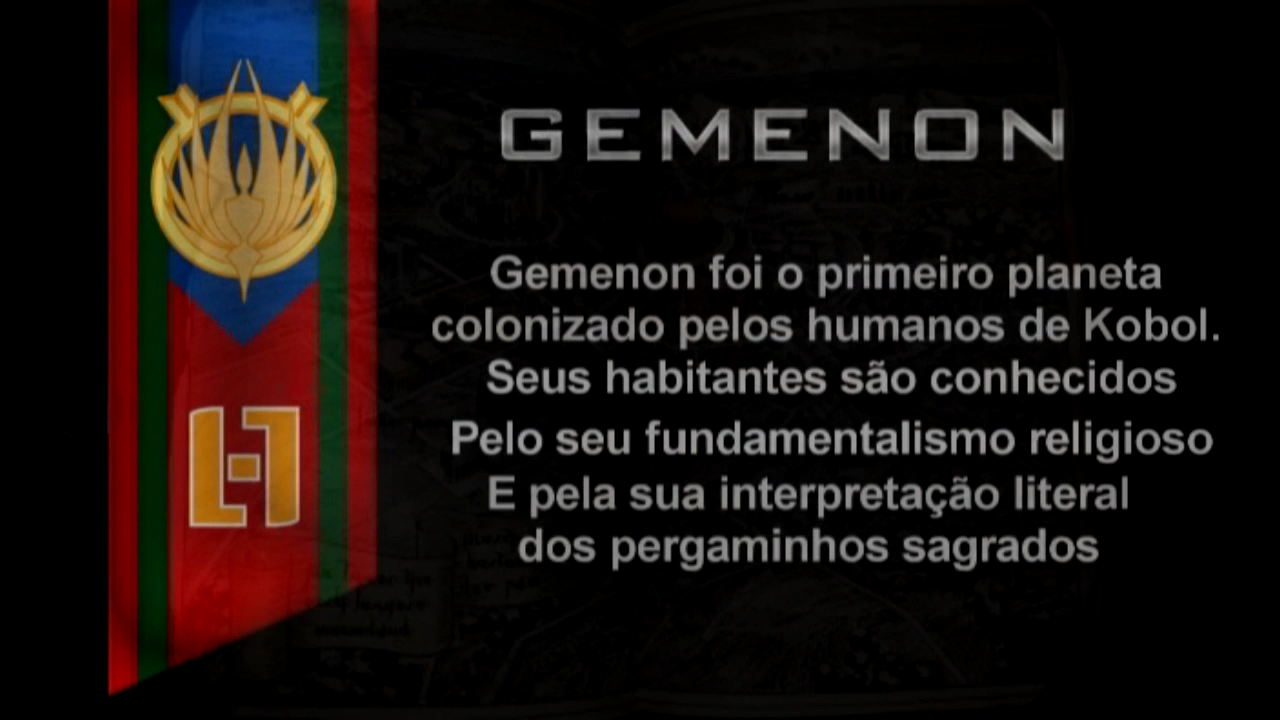 GEMENON
Gemenon foi o primeiro planeta
colonizado pelos humanos de Kobol.
Seus habitantes são conhecidos
Pelo seu fundamentalismo religioso
E pela sua interpretação literal
dos pergaminhos sagrados